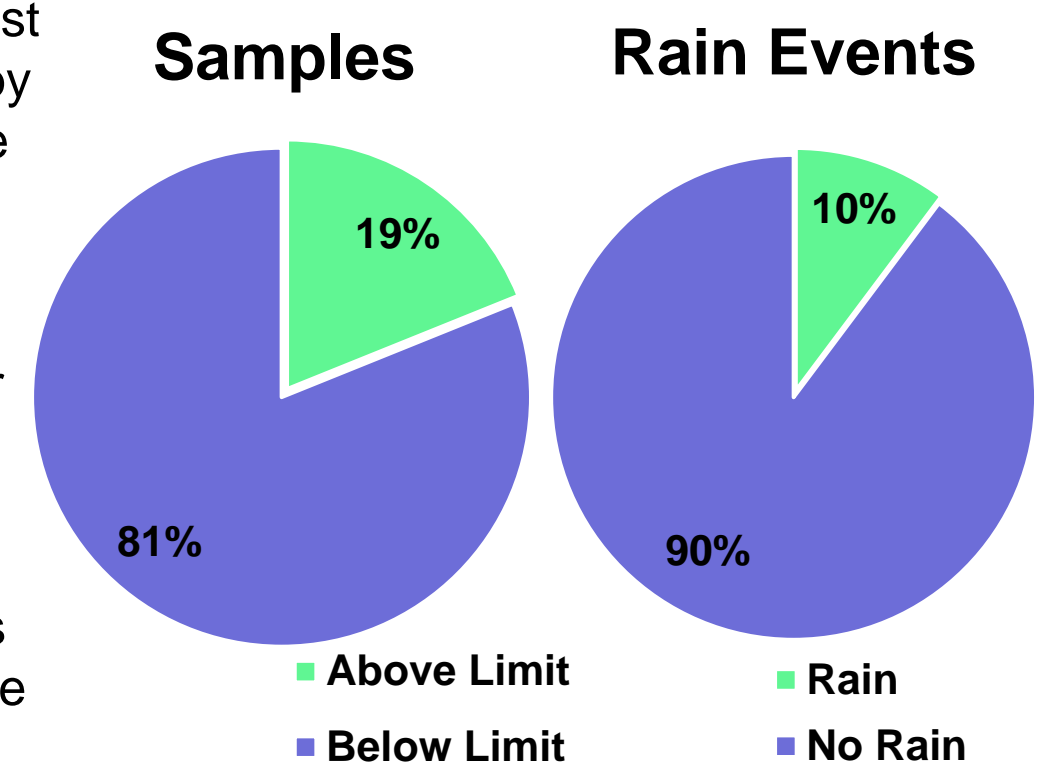 Samples
19%
81%
Above Limit
Below Limit
Rain Events
10%
90%
Rain
No Rain